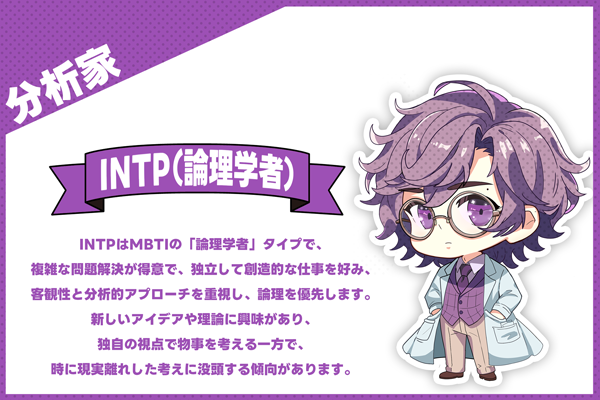 分析家
INTP(論理学者)
INTPはMBTIの「論理学者」タイプで、
複雑な問題解決が得意で、独立して創造的な仕事を好み、
客観性と分析的アプローチを重視し、論理を優先します。
新しいアイデアや理論に興味があり、
独自の視点で物事を考える一方で、
時に現実離れした考えに没頭する傾向があります。